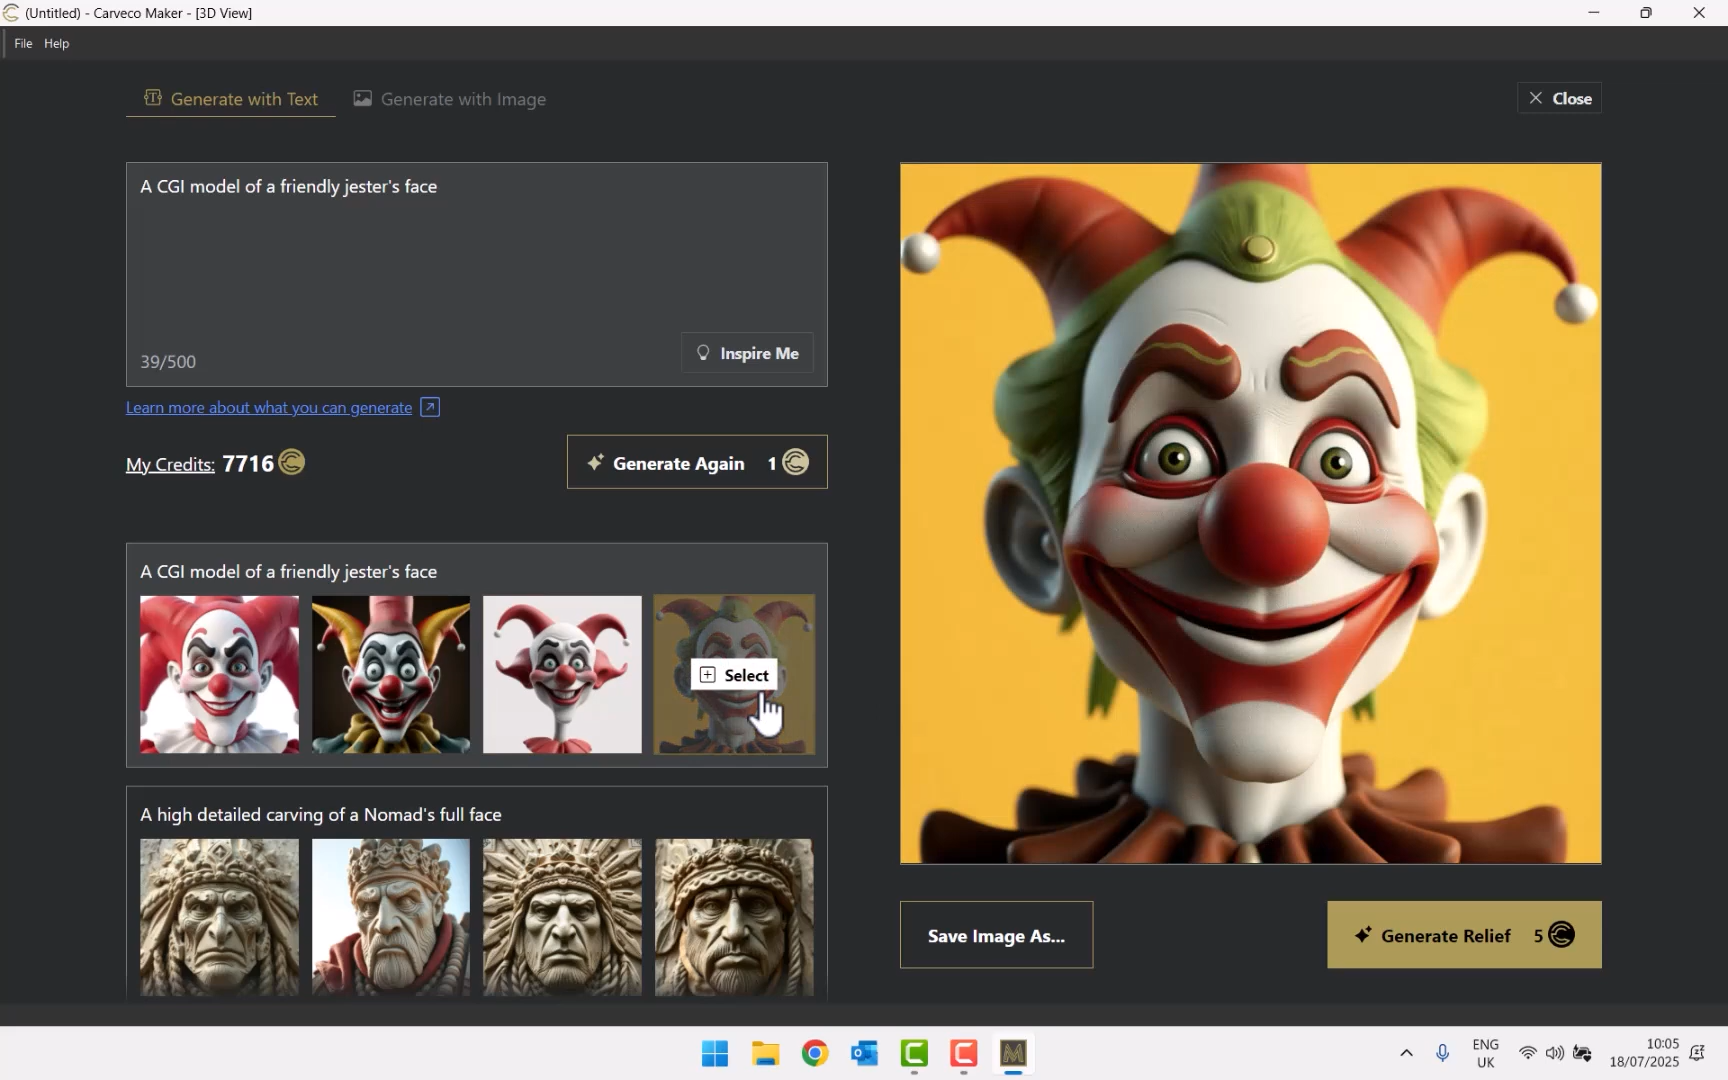 (Untitled) - Carveco Maker - [3D View]
File Help
Generate with Text Generate with Image
Close
A CGI model of a friendly jester's face
39/500
Inspire Me
Learn more about what you can generate
My Credits: 7716
Generate Again 1
A CGI model of a friendly jester's face
Select
A high detailed carving of a Nomad's full face
Save Image As...
Generate Relief 5
ENG
UK
10:05
18/07/2025